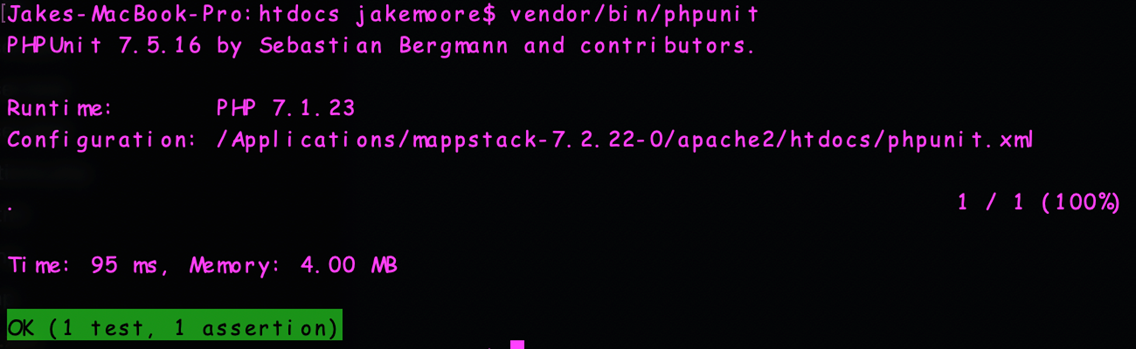 [Jakes-MacBook-Pro:htdocs jakemoore$ vendor/bin/phpunit
PHPUnit 7.5.16 by Sebastian Bergmann and contributors.
Runtime: PHP 7.1.23
Configuration: /Applications/mappstack-7.2.22-0/apache2/htdocs/phpunit.xml
. 1 / 1 (100%)
Time: 95 ms, Memory: 4.00 MB
OK (1 test, 1 assertion)